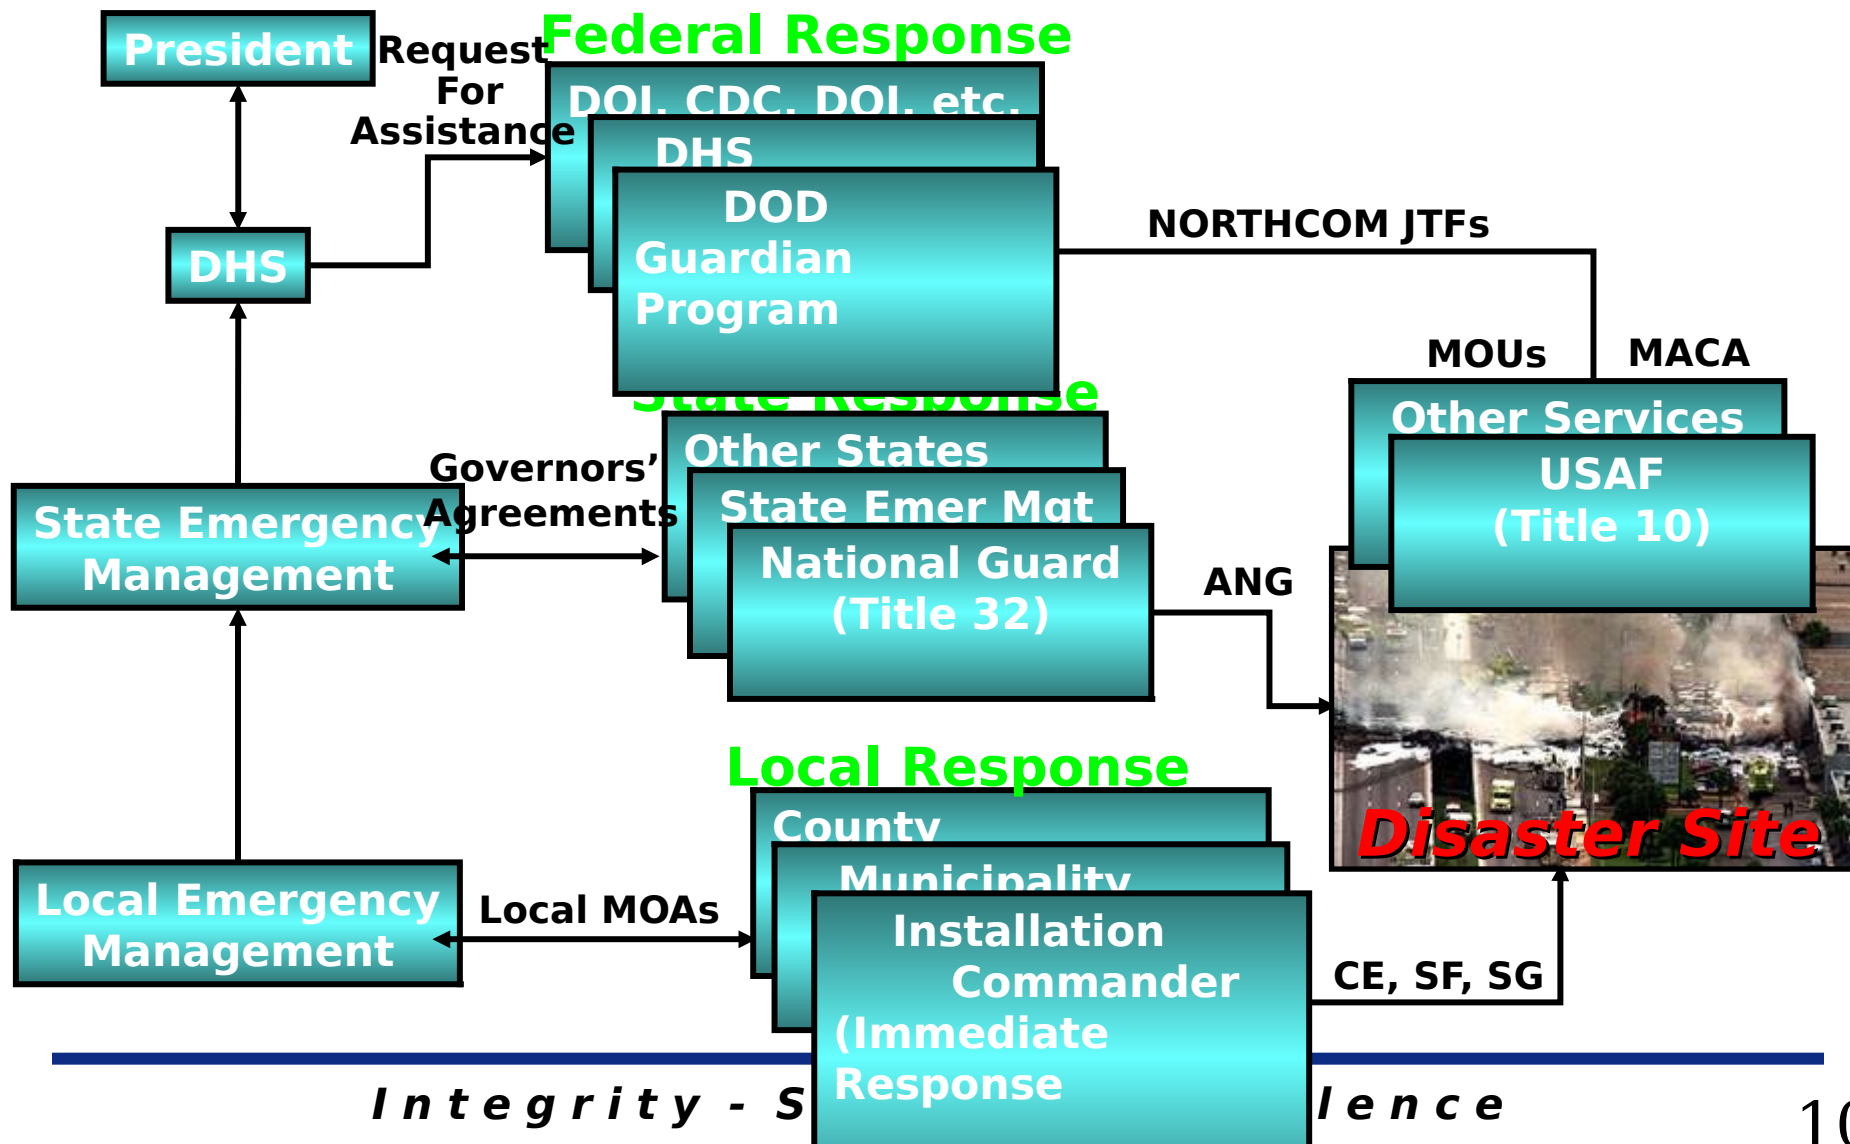 Federal Response
President
Request
For
Assistance
DOI, CDC, DOJ, etc.
DHS
DOD
Guardian
Program
NORTHCOM JTFs
DHS
MOUs
MACA
State Response
Other Services
USAF
(Title 10)
Other States
State Emer Mgt
National Guard
(Title 32)
Governors’
Agreements
State Emergency
Management
ANG
Local Response
County
Municipality
Installation
Commander
(Immediate
Response
Disaster Site
Local Emergency
Management
Local MOAs
CE, SF, SG
I n t e g r i t y - S
l e n c e
10